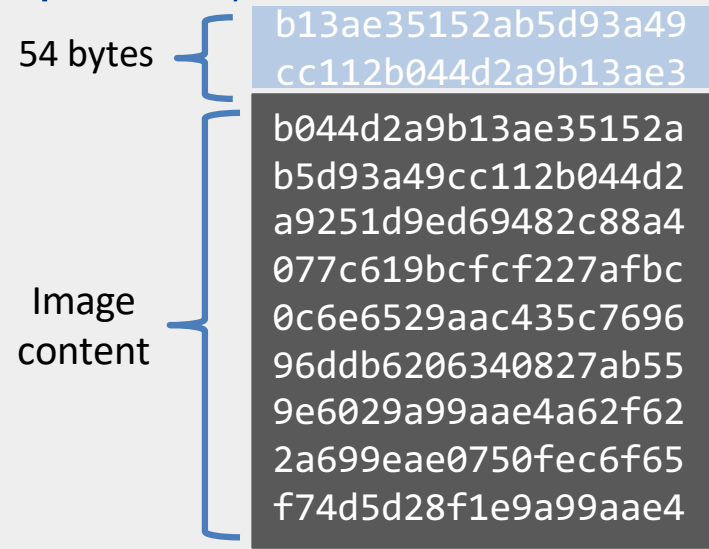 54 bytes
b13ae35152ab5d93a49
cc112b044d2a9b13ae3
Image
content
b044d2a9b13ae35152a
b5d93a49cc112b044d2
a9251d9ed69482c88a4
077c619bcfcf227afbc
0c6e6529aac435c7696
96ddb6206340827ab55
9e6029a99aae4a62f62
2a699eae0750fec6f65
f74d5d28f1e9a99aae4